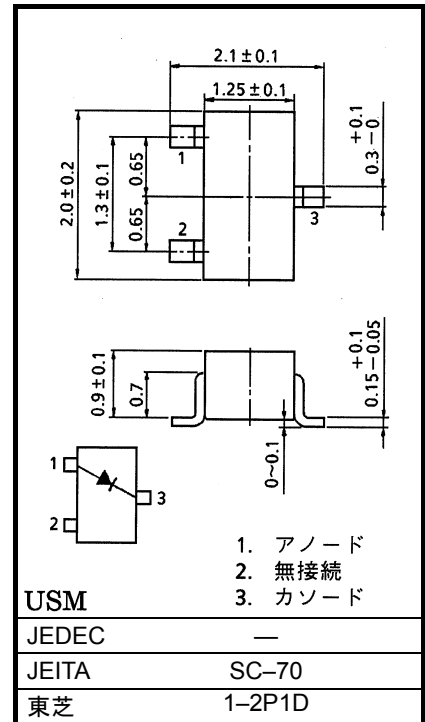 2.1±0.1
1.25±0.1
2.0±0.2
1.3±0.1
0.65
0.65
+0.1
0.3−0
1
2
3
0.9±0.1
0.7
0~0.1
+0.1
0.15−0.05
1
2
3
1. アノード
2. 無接続
3. カソード
USM
JEDEC —
JEITA SC–70
東芝 1–2P1D